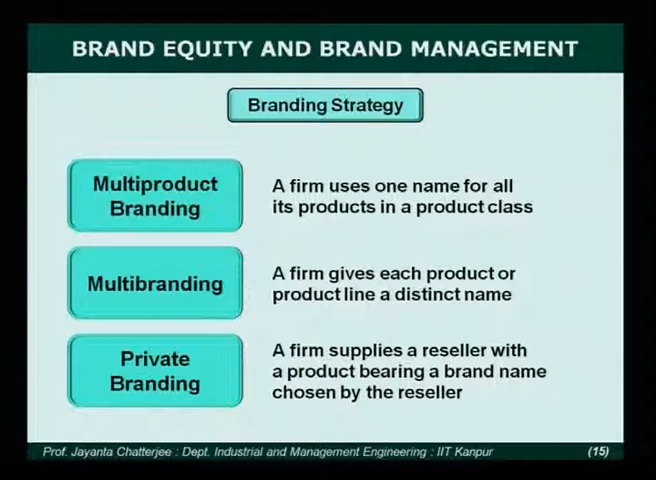 BRAND EQUITY AND BRAND MANAGEMENT
Branding Strategy
Multiproduct
Branding
A firm uses one name for all
its products in a product class
Multibranding
A firm gives each product or
product line a distinct name
Private
Branding
A firm supplies a reseller with
a product bearing a brand name
chosen by the reseller
Prof. Jayanta Chatterjee : Dept. Industrial and Management Engineering : IIT Kanpur (15)